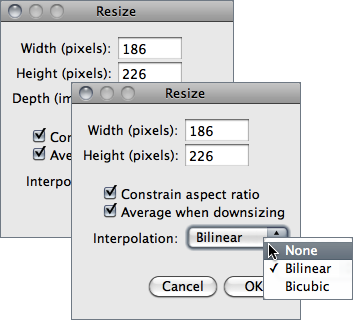 Resize
Width (pixels): 186
Height (pixels): 226
Depth (im
Con
Ave
Interpo
Resize
Width (pixels): 186
Height (pixels): 226
Constrain aspect ratio
Average when downsizing
Interpolation: Bilinear
None
✓ Bilinear
Bicubic
Cancel OK